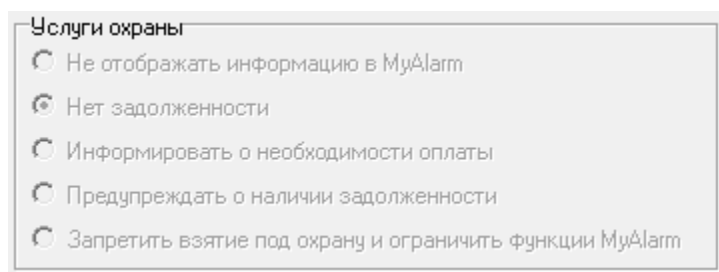 Услуги охраны
Не отображать информацию в MyAlarm
Нет задолженности
Информировать о необходимости оплаты
Предупреждать о наличии задолженности
Запретить взятие под охрану и ограничить функции MyAlarm